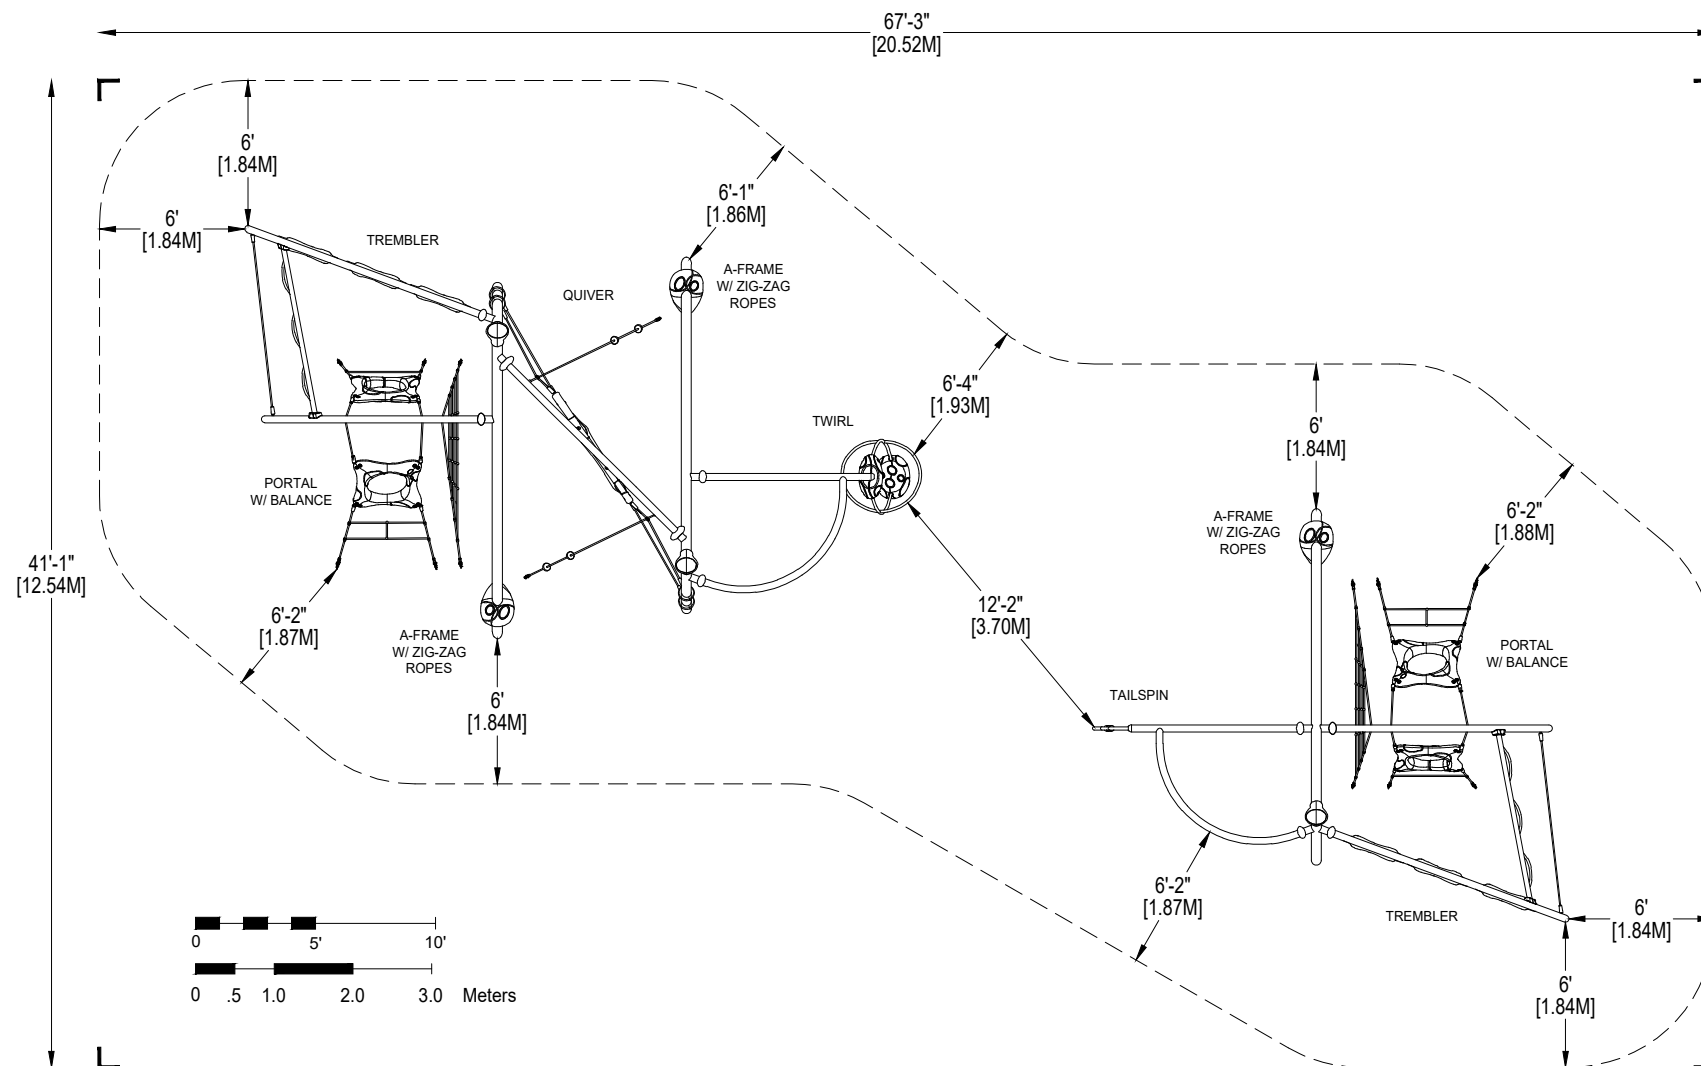 67'-3"
[20.52M]
6'
[1.84M]
6'
[1.84M]
TREMBLER
QUIVER
6'-1"
[1.86M]
A-FRAME
W/ ZIG-ZAG
ROPES
6'-4"
[1.93M]
TWIRL
6'
[1.84M]
PORTAL
W/ BALANCE
A-FRAME
W/ ZIG-ZAG
ROPES
6'-2"
[1.88M]
41'-1"
[12.54M]
6'-2"
[1.87M]
A-FRAME
W/ ZIG-ZAG
ROPES
12'-2"
[3.70M]
PORTAL
W/ BALANCE
6'
[1.84M]
TAILSPIN
6'-2"
[1.87M]
TREMBLER
6'
[1.84M]
0 5' 10'
0 .5 1.0 2.0 3.0 Meters
6'
[1.84M]